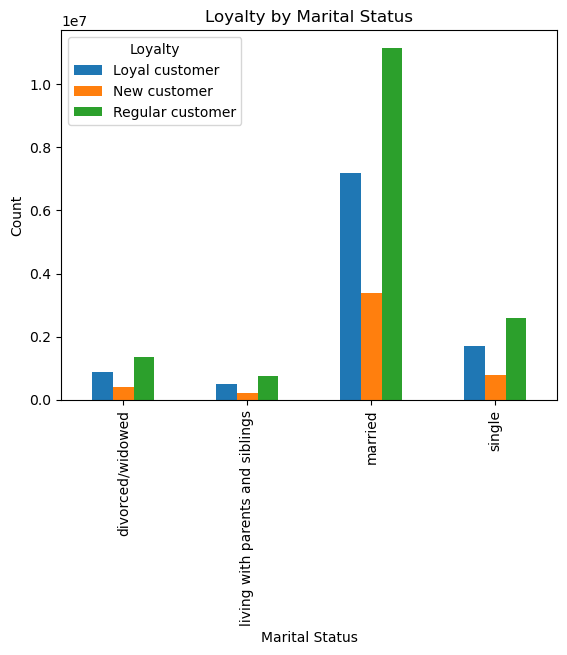 Loyalty by Marital Status
1e7
Loyalty
Loyal customer
New customer
Regular customer
1.0
0.8
0.6
0.4
0.2
0.0
Count
divorced/widowed
living with parents and siblings
married
single
Marital Status